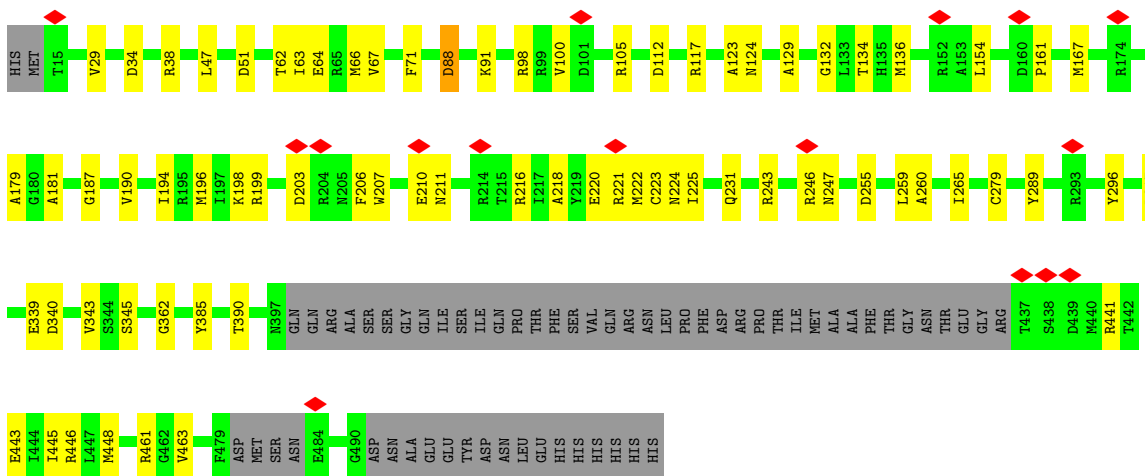 HIS MET T15 V29 D34 R38 L47 D51 T62 I63 E64 R65 M66 V67 F71 D88 K91 R98 R99 V100 D101 R105 D112 R117 A123 N124 A129 G132 L133 T134 H135 M136 R152 A153 L154 D160 P161 M167 R174
A179 G180 A181 G187 V190 I194 R195 M196 I197 K198 R199 D203 R204 N205 F206 W207 E210 N211 R214 T215 R216 I217 A218 Y219 E220 R221 M222 C223 N224 I225 Q231 R243 R246 N247 D255 L259 A260 I265 C279 Y289 R293 Y296
E339 D340 V343 S344 S345 G362 Y385 T390 N397 GLN GLN ARG ALA SER SER GLY GLN ILE SER ILE GLN PRO THR PHE SER VAL GLN ARG ASN LEU PRO PHE ASP ARG PRO THR ILE MET ALA ALA PHE THR GLY ASN THR GLU GLY ARG T437 S438 D439 M440 R441 T442
E443 I444 I445 R446 L447 M448 R461 G462 V463 F479 ASP MET SER ASN E484 G490 ASP ASN ALA GLU GLU TYR ASP ASN LEU GLU HIS HIS HIS HIS HIS HIS